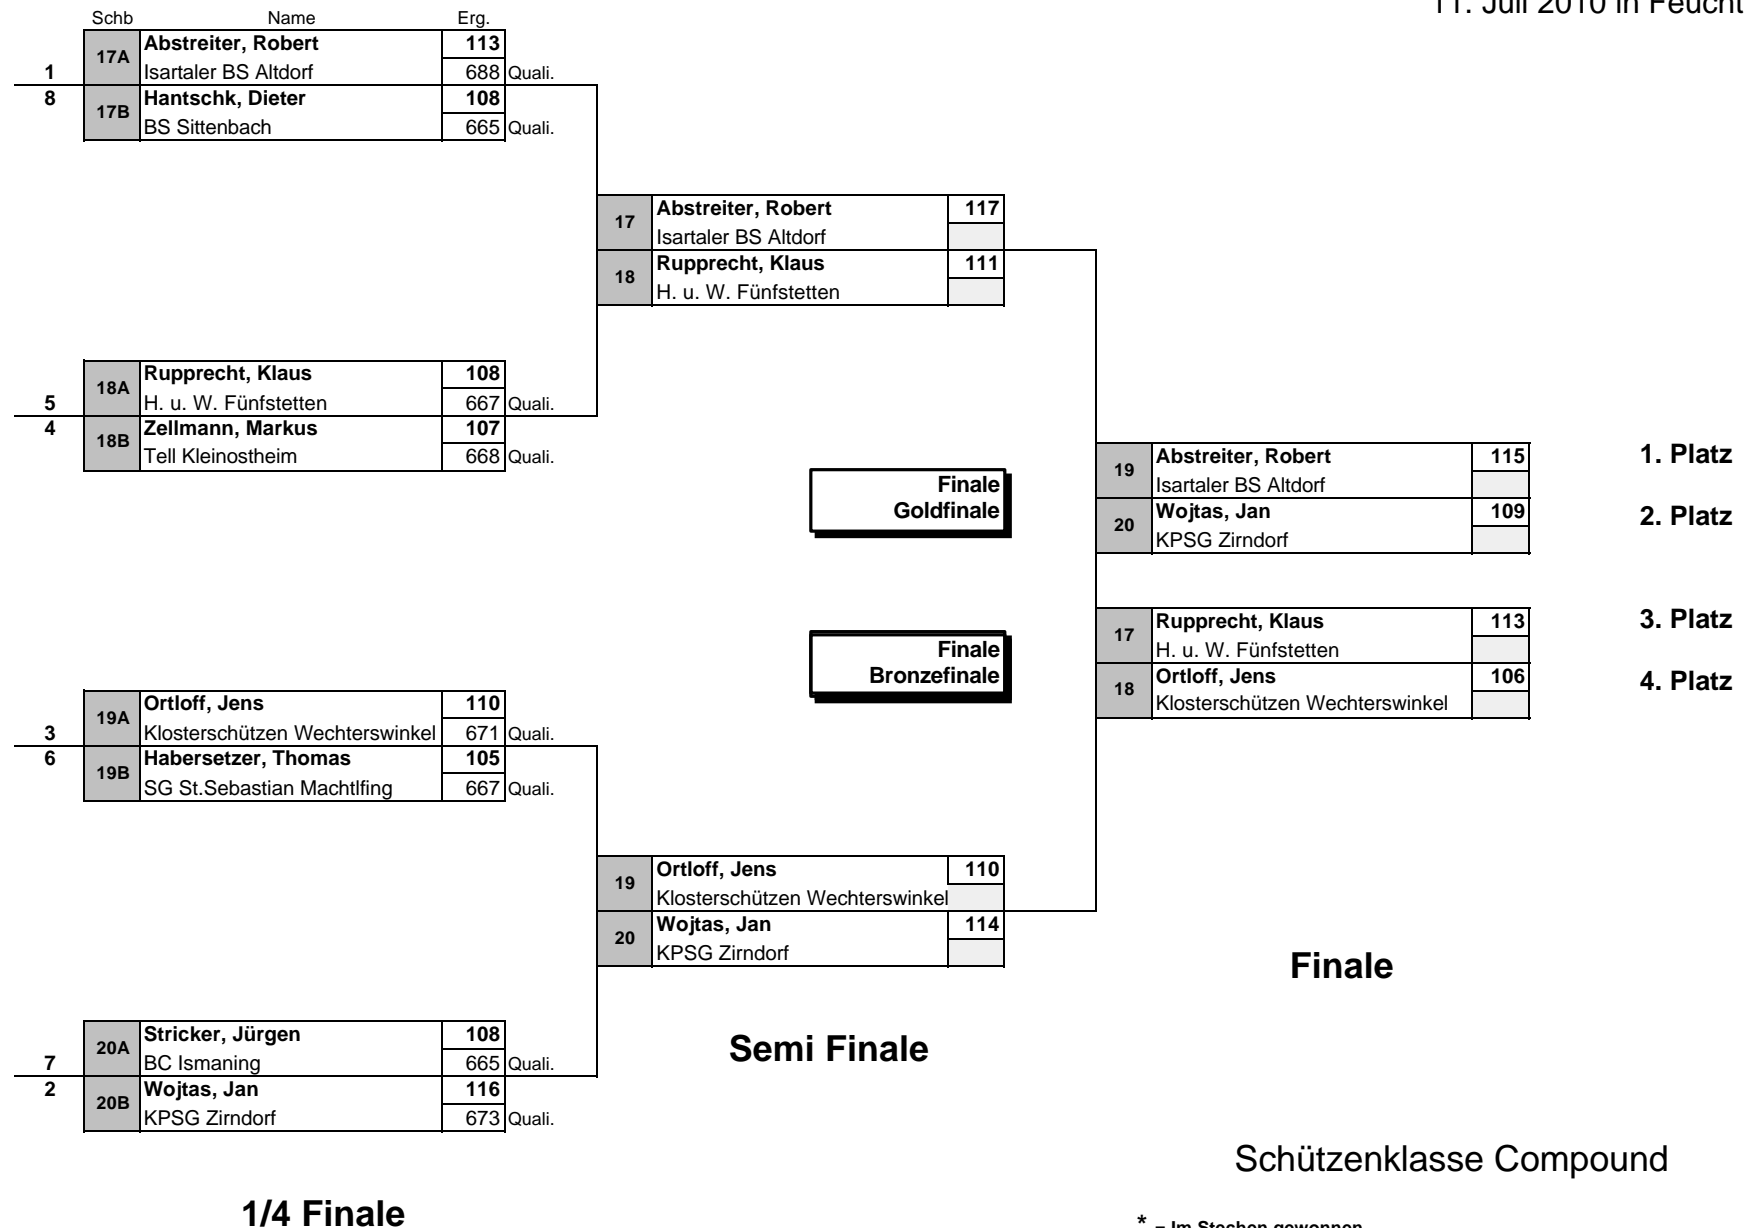 11. Juli 2010 in Feucht
Schb Name Erg.
17A Abstreiter, Robert 113
1 Isartaler BS Altdorf 688 Quali.
8 17B Hantschk, Dieter 108
BS Sittenbach 665 Quali.
17 Abstreiter, Robert 117
Isartaler BS Altdorf
18 Rupprecht, Klaus 111
H. u. W. Fünfstetten
18A Rupprecht, Klaus 108
5 H. u. W. Fünfstetten 667 Quali.
4 18B Zellmann, Markus 107
Tell Kleinostheim 668 Quali.
Finale
Goldfinale
19 Abstreiter, Robert 115 1. Platz
Isartaler BS Altdorf
20 Wojtas, Jan 109 2. Platz
KPSG Zirndorf
Finale
Bronzefinale
17 Rupprecht, Klaus 113 3. Platz
H. u. W. Fünfstetten
18 Ortloff, Jens 106 4. Platz
Klosterschützen Wechterswinkel
19A Ortloff, Jens 110
3 Klosterschützen Wechterswinkel 671 Quali.
6 19B Habersetzer, Thomas 105
SG St.Sebastian Machtlfing 667 Quali.
19 Ortloff, Jens 110
Klosterschützen Wechterswinkel
20 Wojtas, Jan 114
KPSG Zirndorf
Finale
20A Stricker, Jürgen 108
7 BC Ismaning 665 Quali.
2 20B Wojtas, Jan 116
KPSG Zirndorf 673 Quali.
Semi Finale
Schützenklasse Compound
1/4 Finale
* = Im Stechen gewonnen